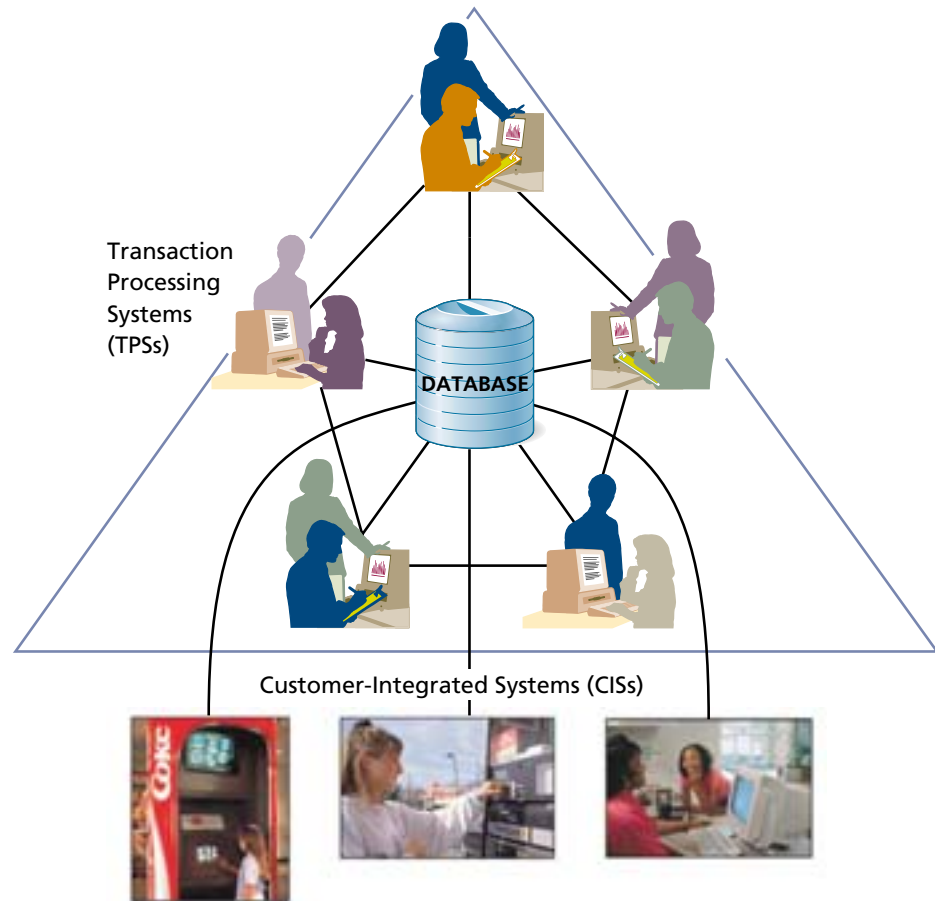 Transaction
Processing
Systems
(TPSs)
DATABASE
Customer-Integrated Systems (CISs)
Coke